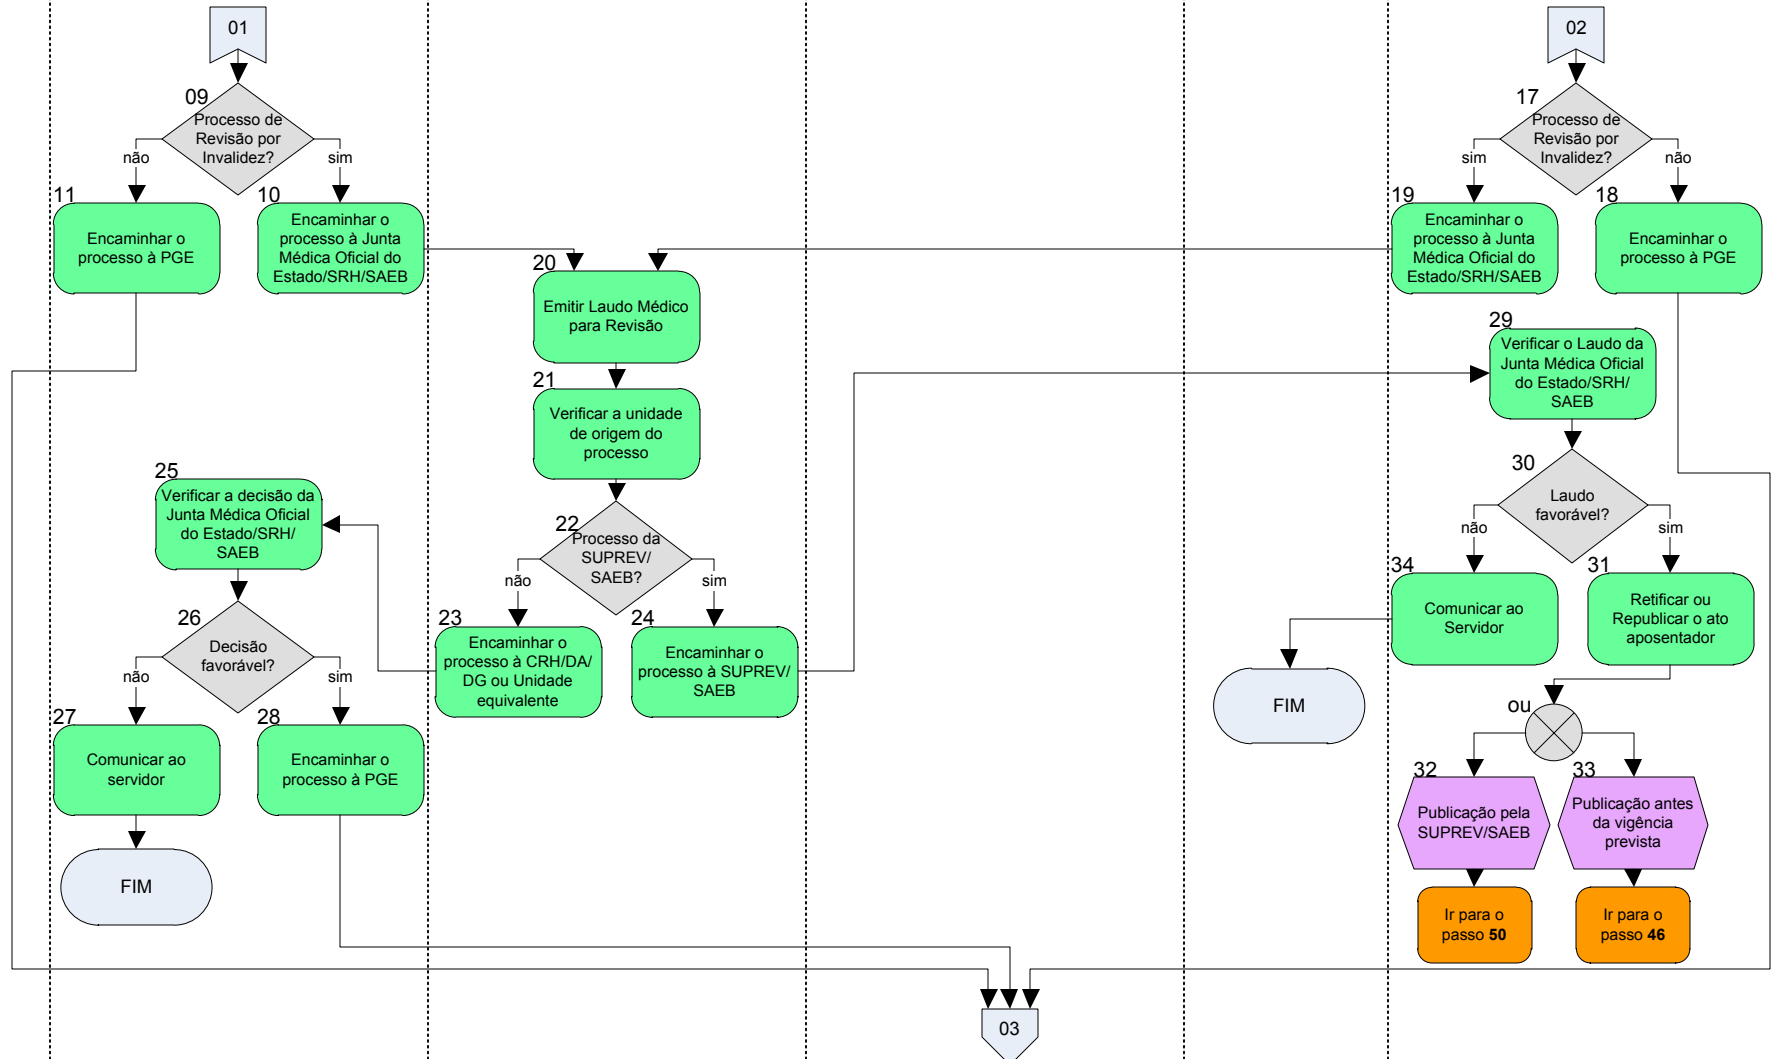 01
09
Processo de
Revisão por
Invalidez?
não
sim
11
Encaminhar o
processo à PGE
10
Encaminhar o
processo à Junta
Médica Oficial do
Estado/SRH/SAEB
20
Emitir Laudo Médico
para Revisão
21
Verificar a unidade
de origem do
processo
22
Processo da
SUPREV/
SAEB?
não
sim
23
Encaminhar o
processo à CRH/DA/
DG ou Unidade
equivalente
24
Encaminhar o
processo à SUPREV/
SAEB
25
Verificar a decisão da
Junta Médica Oficial
do Estado/SRH/
SAEB
26
Decisão
favorável?
não
sim
27
Comunicar ao
servidor
28
Encaminhar o
processo à PGE
FIM
02
17
Processo de
Revisão por
Invalidez?
sim
não
19
Encaminhar o
processo à Junta
Médica Oficial do
Estado/SRH/SAEB
18
Encaminhar o
processo à PGE
29
Verificar o Laudo da
Junta Médica Oficial
do Estado/SRH/
SAEB
30
Laudo
favorável?
não
sim
34
Comunicar ao
Servidor
31
Retificar ou
Republicar o ato
aposentador
FIM
ou
32
Publicação pela
SUPREV/SAEB
33
Publicação antes
da vigência
prevista
Ir para o
passo 50
Ir para o
passo 46
03